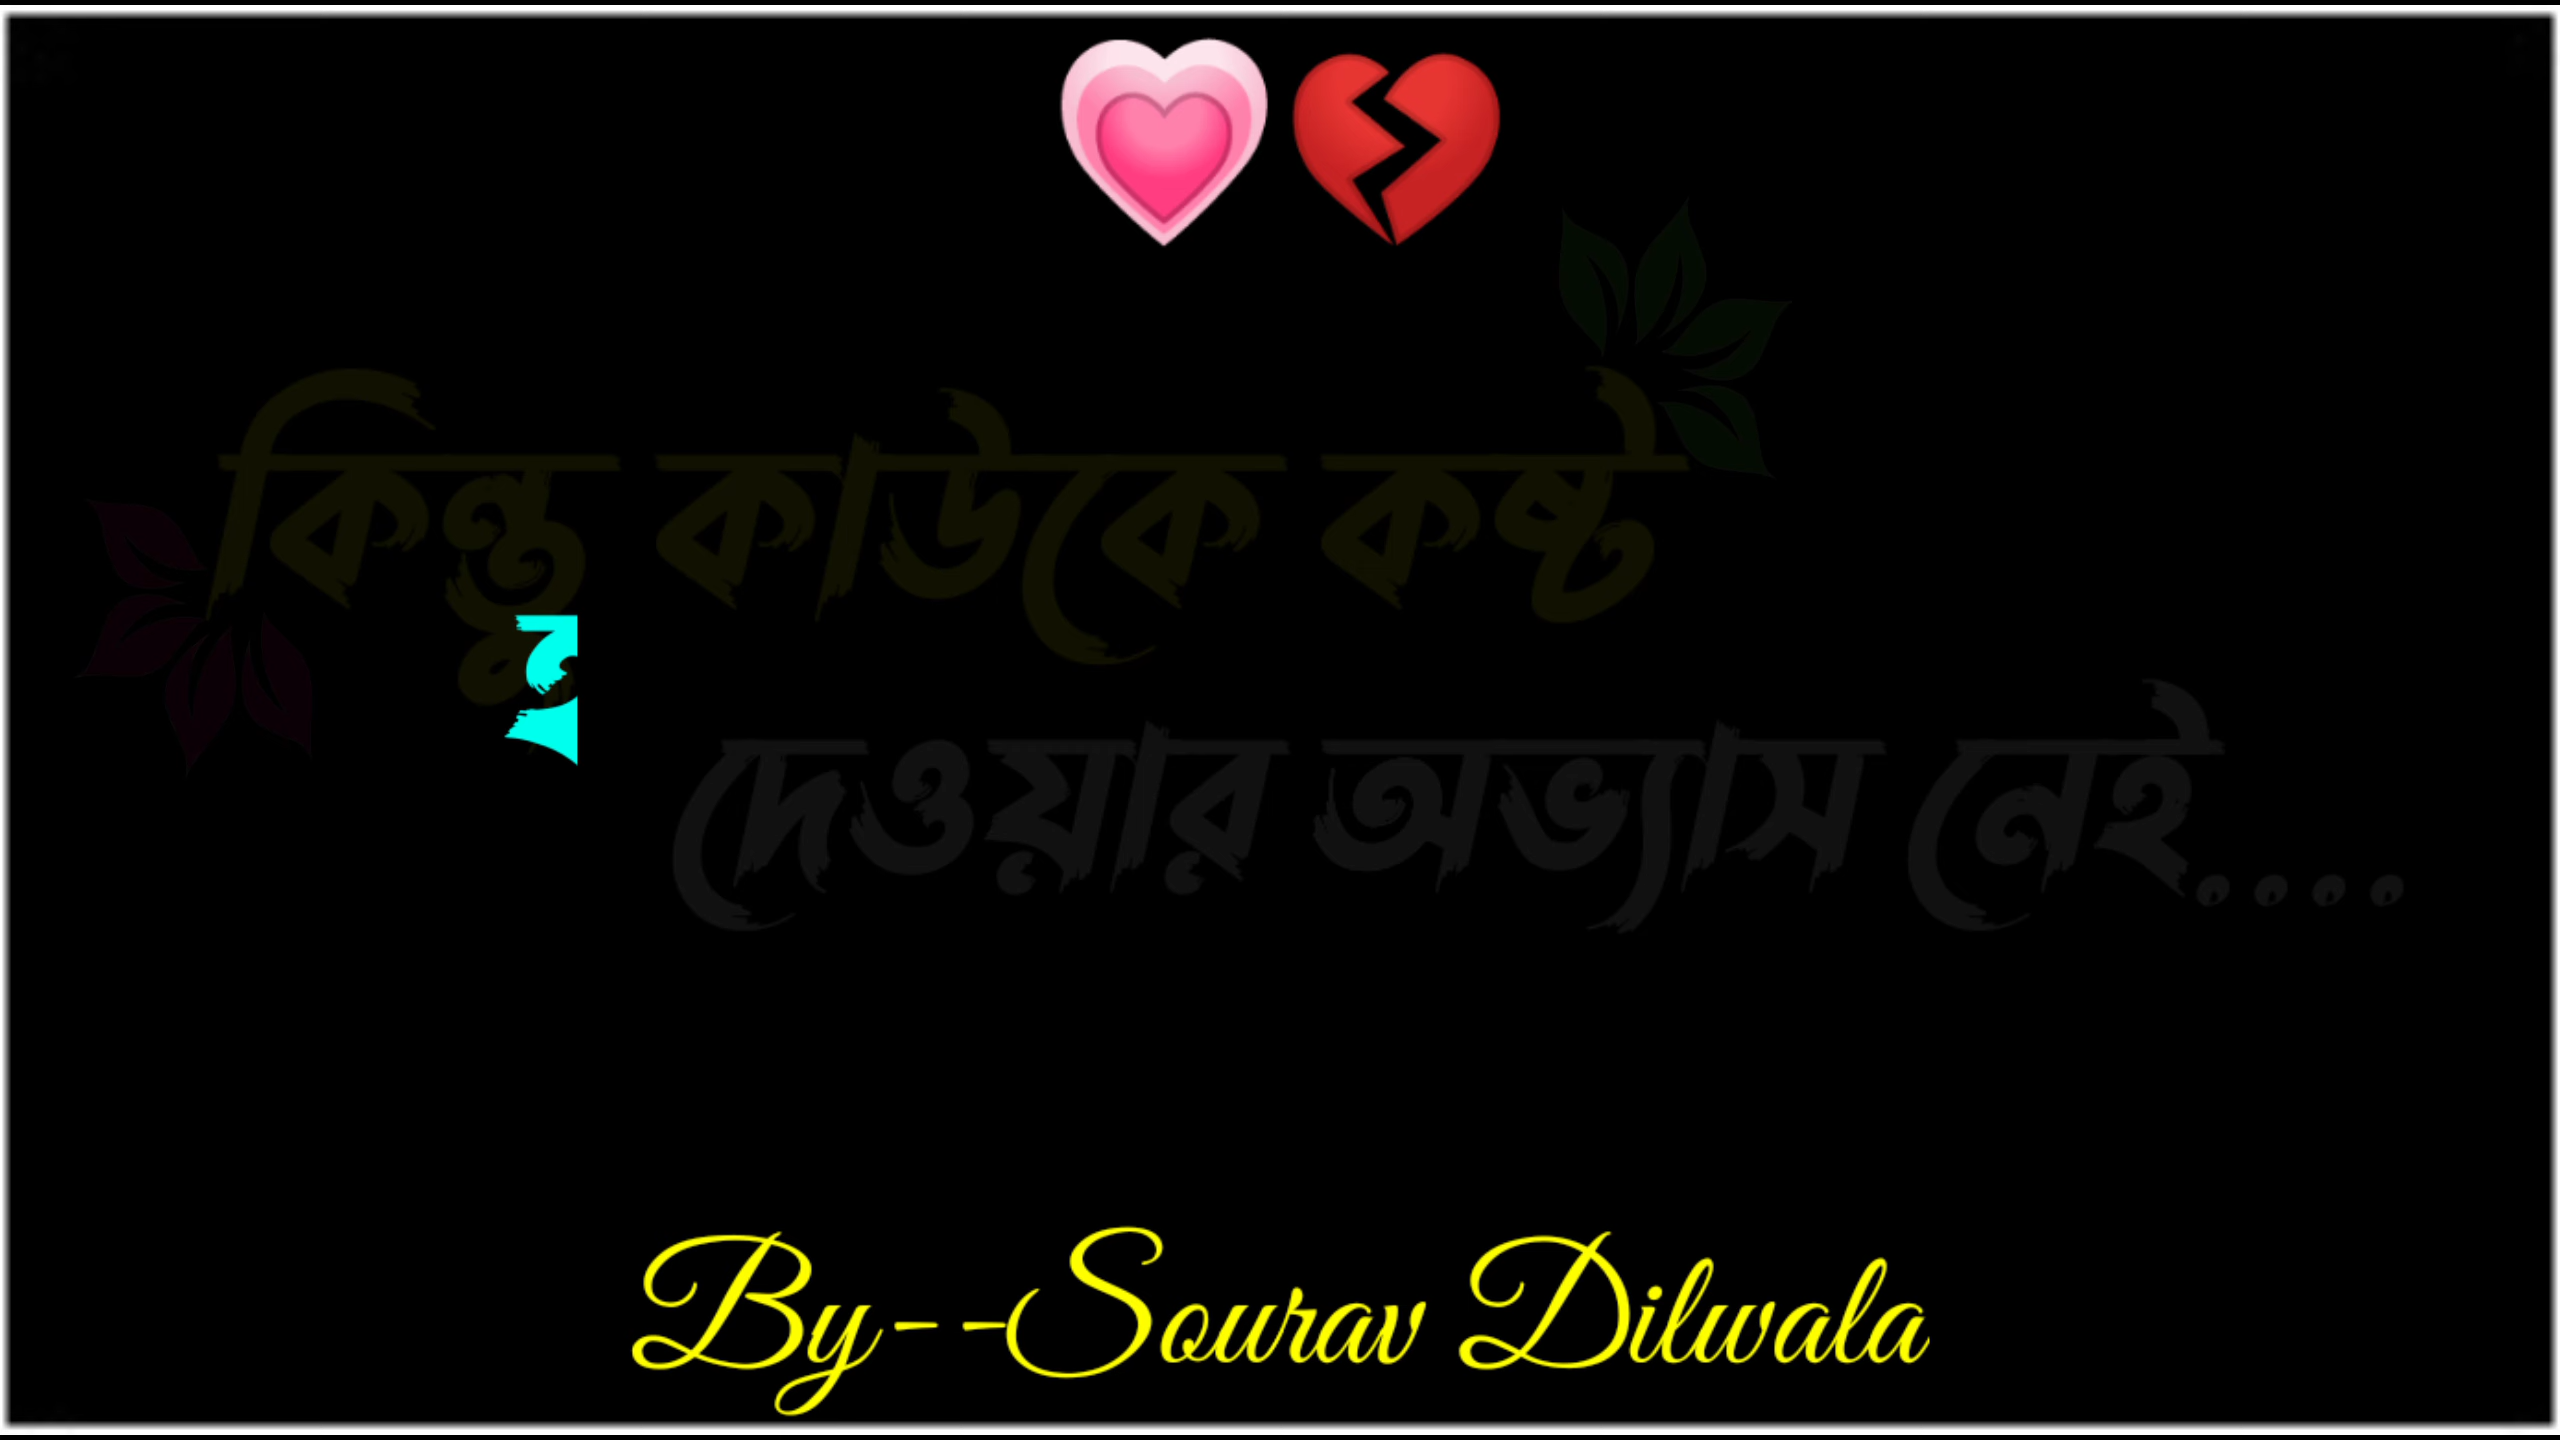 💗💔
কিন্তু কাউকে কষ্ট
দেওয়ার অভ্যাস নেই....
By--Sourav Dilwala